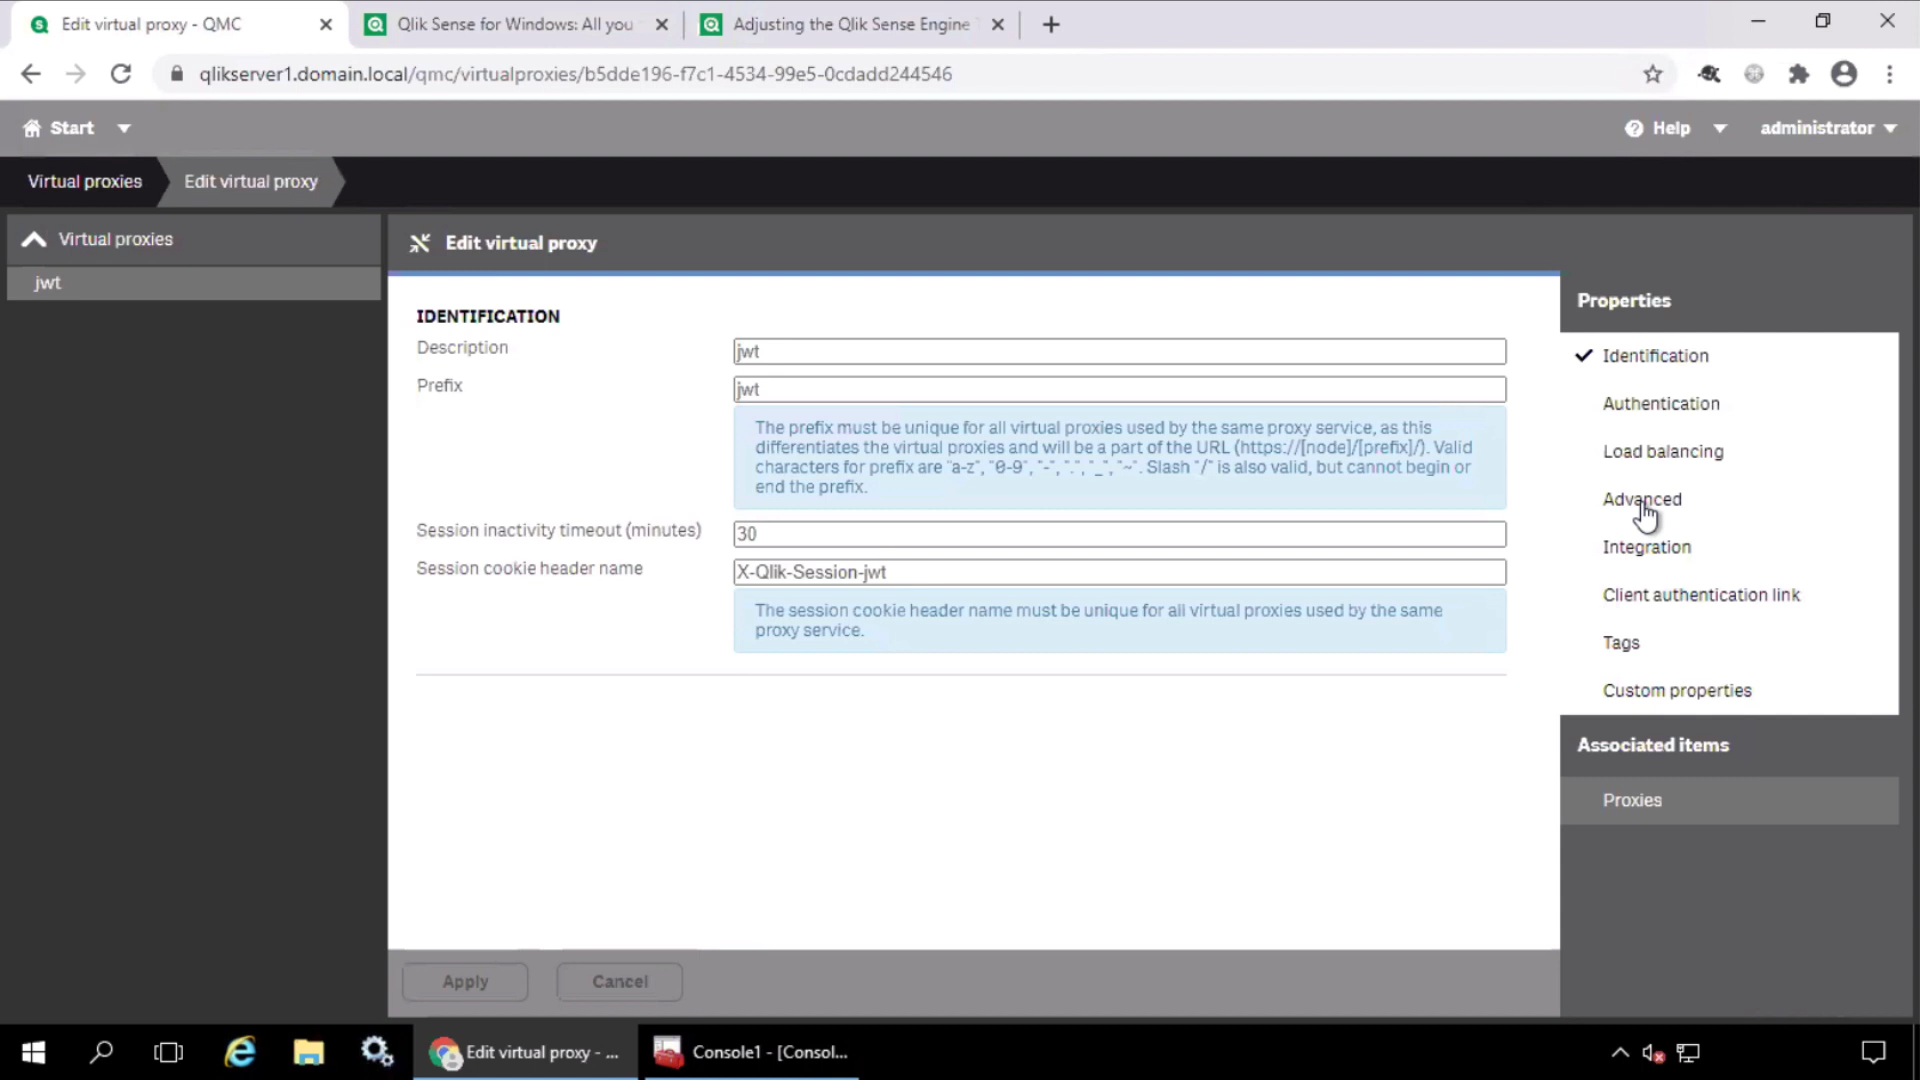 Edit virtual proxy - QMC
Qlik Sense for Windows: All you
Adjusting the Qlik Sense Engine
qlikserver1.domain.local/qmc/virtualproxies/b5dde196-f7c1-4534-99e5-0cdadd244546
Start
Help
administrator
Virtual proxies
Edit virtual proxy
Virtual proxies
jwt
Edit virtual proxy
IDENTIFICATION
Description
jwt
Prefix
jwt
The prefix must be unique for all virtual proxies used by the same proxy service, as this
differentiates the virtual proxies and will be a part of the URL (https://[node]/[prefix]/). Valid
characters for prefix are "a-z", "0-9", "-", ".", "_", "~". Slash "/" is also valid, but cannot begin or
end the prefix.
Session inactivity timeout (minutes)
30
Session cookie header name
X-Qlik-Session-jwt
The session cookie header name must be unique for all virtual proxies used by the same
proxy service.
Apply
Cancel
Properties
Identification
Authentication
Load balancing
Advanced
Integration
Client authentication link
Tags
Custom properties
Associated items
Proxies
Edit virtual proxy - ...
Console1 - [Consol...